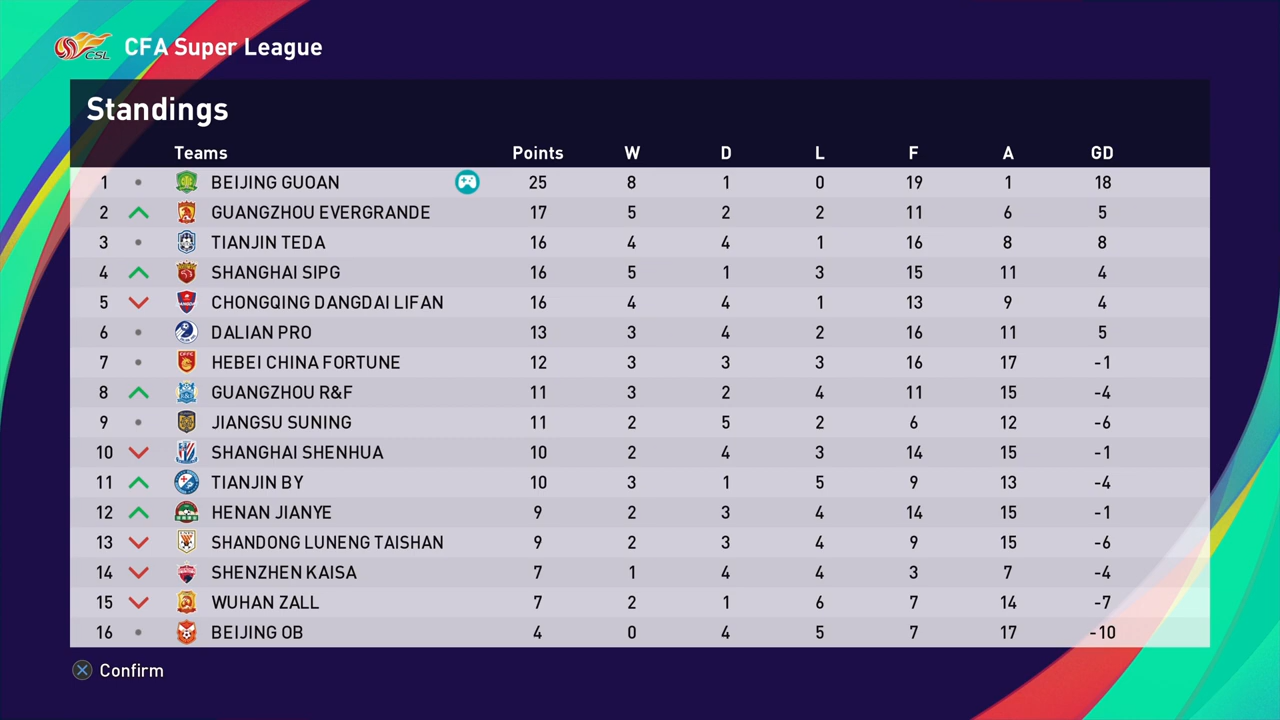 CSL CFA Super League
Standings
Teams Points W D L F A GD
1 BEIJING GUOAN 25 8 1 0 19 1 18
2 GUANGZHOU EVERGRANDE 17 5 2 2 11 6 5
3 TIANJIN TEDA 16 4 4 1 16 8 8
4 SHANGHAI SIPG 16 5 1 3 15 11 4
5 CHONGQING DANGDAI LIFAN 16 4 4 1 13 9 4
6 DALIAN PRO 13 3 4 2 16 11 5
7 HEBEI CHINA FORTUNE 12 3 3 3 16 17 -1
8 GUANGZHOU R&F 11 3 2 4 11 15 -4
9 JIANGSU SUNING 11 2 5 2 6 12 -6
10 SHANGHAI SHENHUA 10 2 4 3 14 15 -1
11 TIANJIN BY 10 3 1 5 9 13 -4
12 HENAN JIANYE 9 2 3 4 14 15 -1
13 SHANDONG LUNENG TAISHAN 9 2 3 4 9 15 -6
14 SHENZHEN KAISA 7 1 4 4 3 7 -4
15 WUHAN ZALL 7 2 1 6 7 14 -7
16 BEIJING OB 4 0 4 5 7 17 -10
Confirm